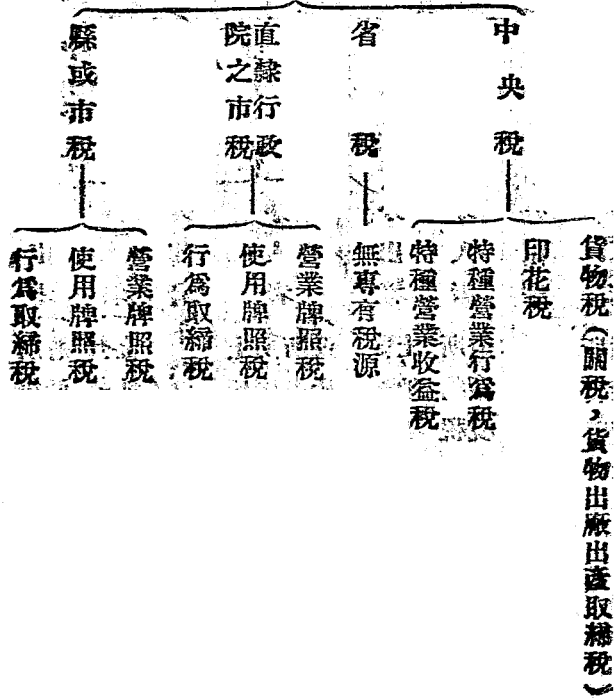 中央稅
貨物稅（關稅，貨物出廠出產取締稅）
印花稅
特種營業行爲稅
特種營業收益稅
省稅
無專有稅源
直隸行政
院之市稅
營業牌照稅
使用牌照稅
行爲取締稅
縣或市稅
營業牌照稅
使用牌照稅
行爲取締稅